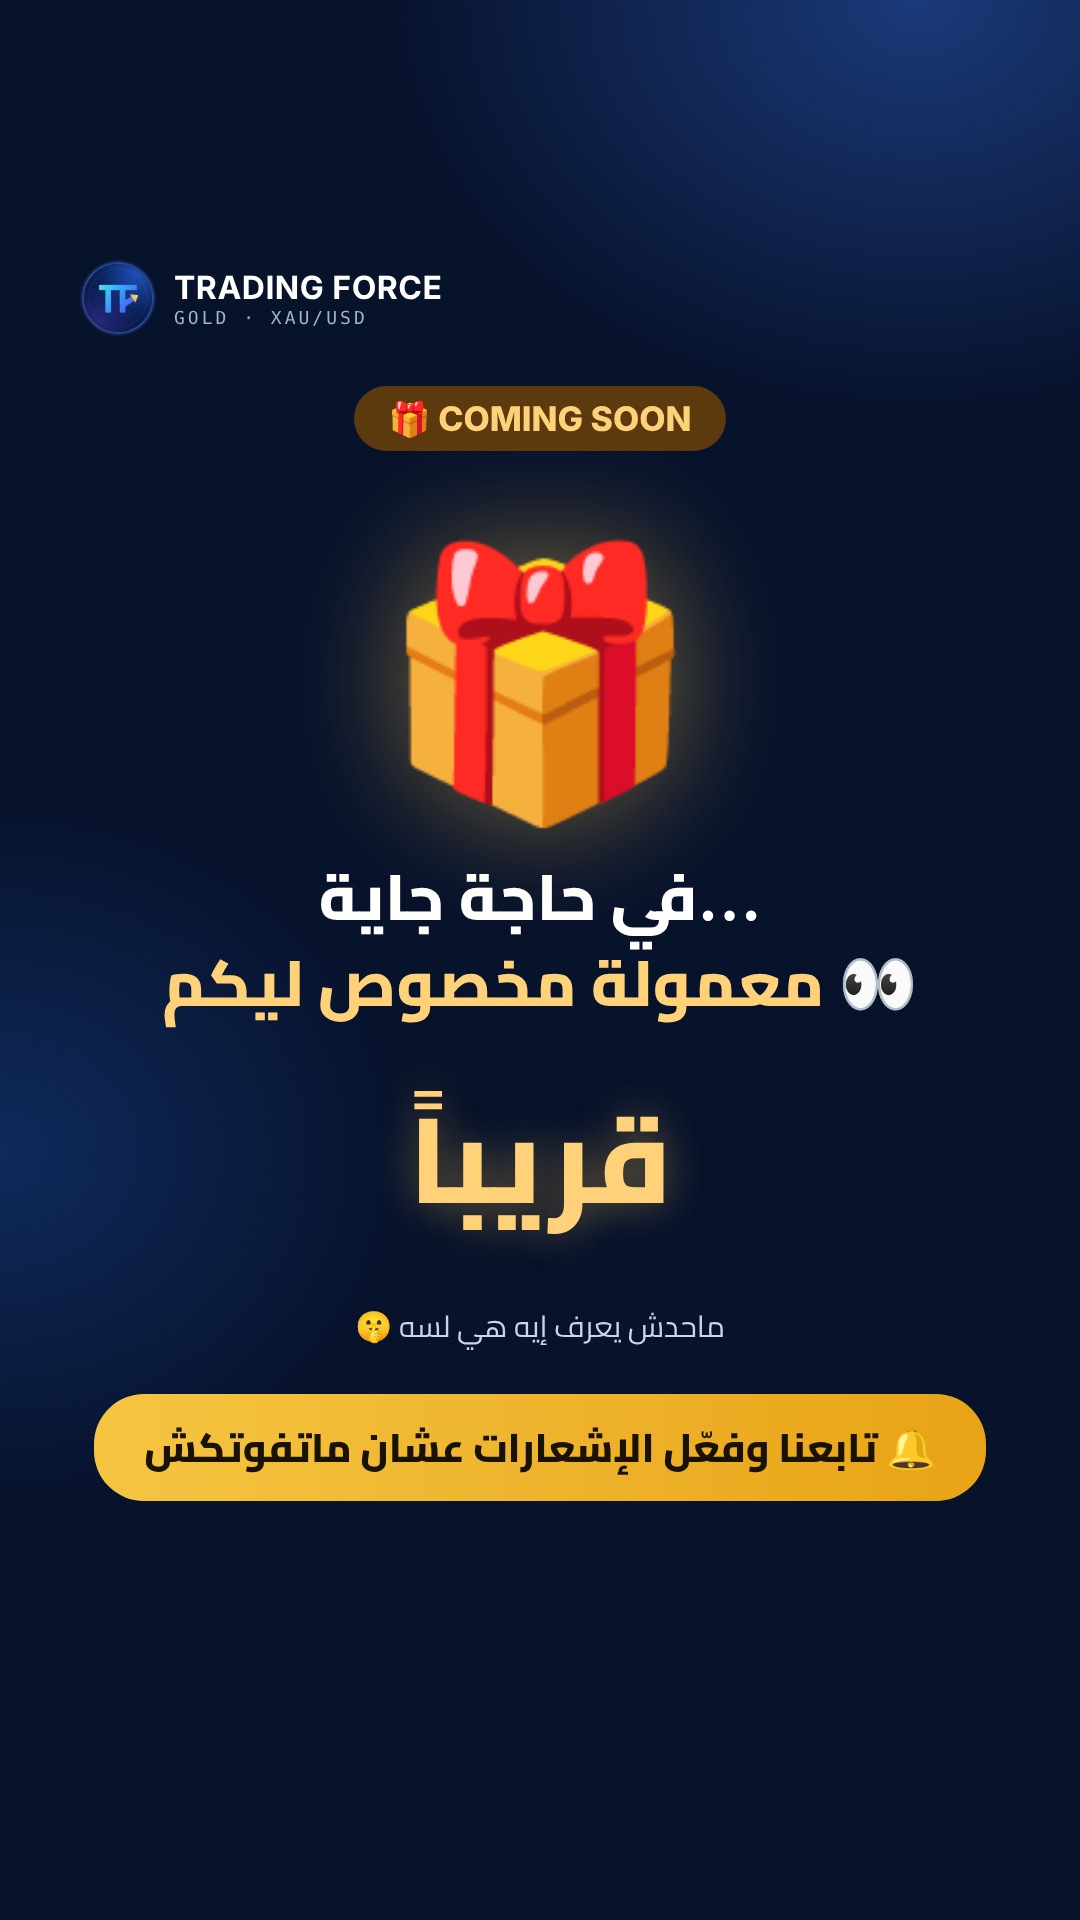 TRADING FORCE
GOLD · XAU/USD
🎁 COMING SOON
...في حاجة جاية
👀 معمولة مخصوص ليكم
قريباً
ماحدش يعرف إيه هي لسه 🤫
🔔 تابعنا وفعّل الإشعارات عشان ماتفوتكش